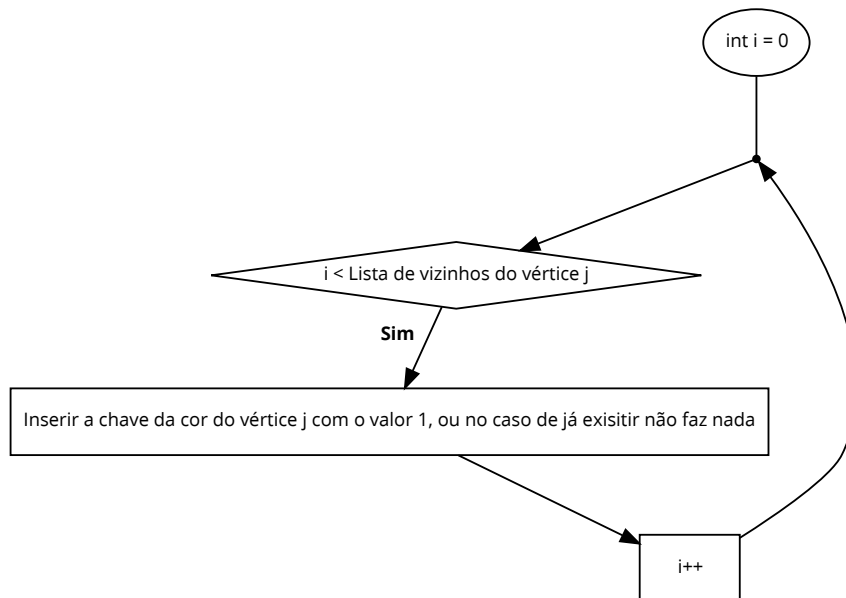 int i = 0
i < Lista de vizinhos do vértice j
Sim
Inserir a chave da cor do vértice j com o valor 1, ou no caso de já exisitir não faz nada
i++